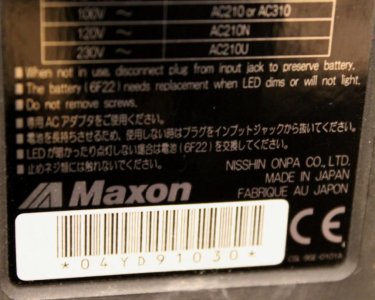 100V ～ AC210 or AC310
120V ～ AC210N
230V ～ AC210U
■When not in use, disconnect plug from input jack to preserve battery.
■The battery (6F22) needs replacement when LED dims or will not light.
■Do not remove screws.
■専用ACアダプタをご使用ください。
■電池を長持ちさせるため、使用しない時はプラグをインプットジャックから抜いてください。
■LEDが暗かったり点灯しない場合は電池(6F22)を交換してください。
■止めネジ類には触れないでください。
NISSHIN ONPA CO., LTD.
MADE IN JAPAN
FABRIQUE AU JAPON
Maxon
CE
*04YD91030*
CSL-9SE-0101A